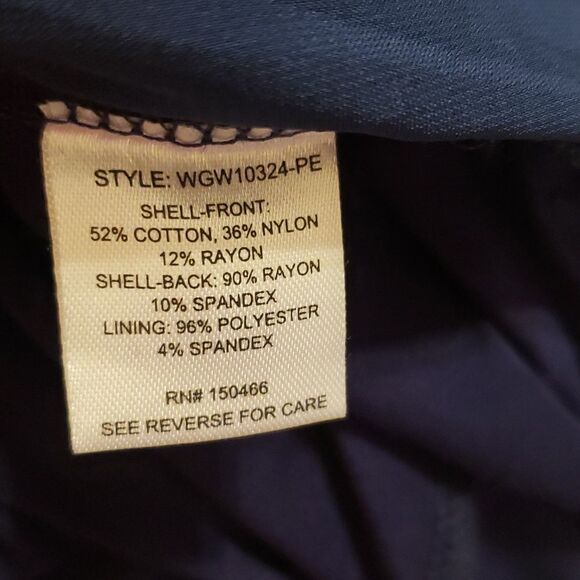 STYLE: WGW10324-PE
SHELL-FRONT:
52% COTTON, 36% NYLON
12% RAYON
SHELL-BACK: 90% RAYON
10% SPANDEX
LINING: 96% POLYESTER
4% SPANDEX
RN# 150466
SEE REVERSE FOR CARE